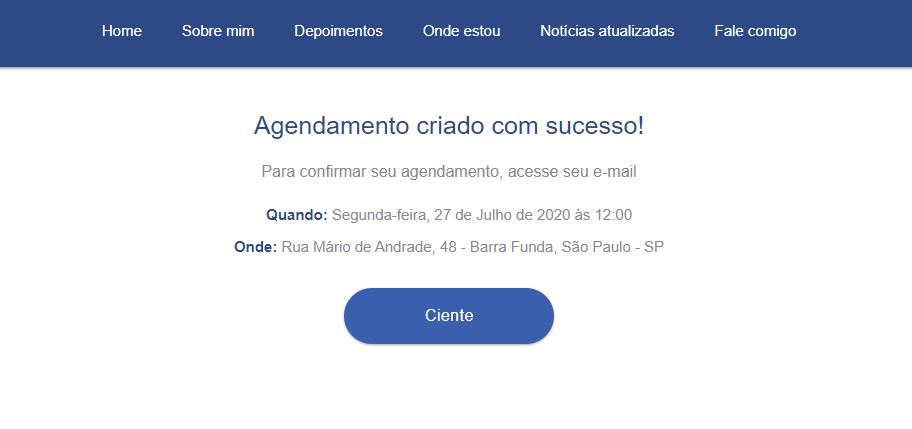 Home Sobre mim Depoimentos Onde estou Notícias atualizadas Fale comigo
Agendamento criado com sucesso!
Para confirmar seu agendamento, acesse seu e-mail
Quando: Segunda-feira, 27 de Julho de 2020 às 12:00
Onde: Rua Mário de Andrade, 48 - Barra Funda, São Paulo - SP
Ciente